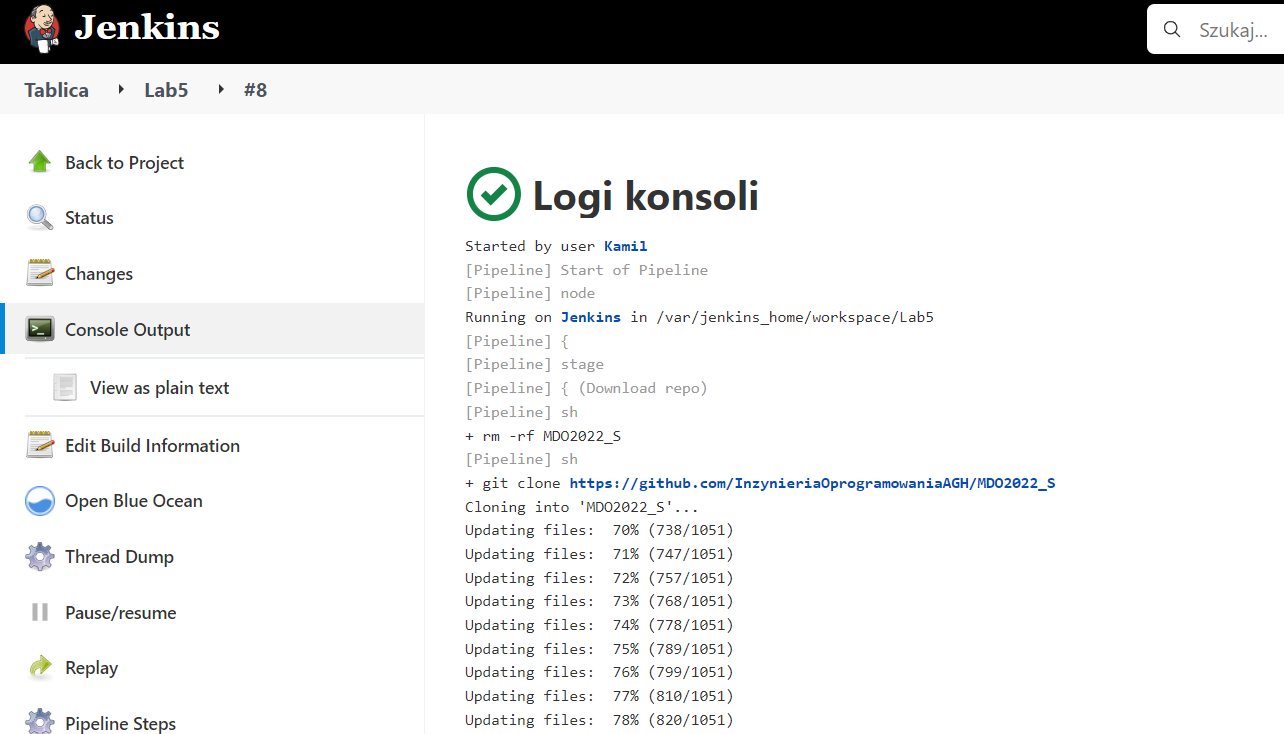 Jenkins
Szukaj...
Tablica Lab5 #8
Back to Project
Status
Changes
Console Output
View as plain text
Edit Build Information
Open Blue Ocean
Thread Dump
Pause/resume
Replay
Pipeline Steps
Logi konsoli
Started by user Kamil
[Pipeline] Start of Pipeline
[Pipeline] node
Running on Jenkins in /var/jenkins_home/workspace/Lab5
[Pipeline] {
[Pipeline] stage
[Pipeline] { (Download repo)
[Pipeline] sh
+ rm -rf MDO2022_S
[Pipeline] sh
+ git clone https://github.com/InzynieriaOprogramowaniaAGH/MDO2022_S
Cloning into 'MDO2022_S'...
Updating files:  70% (738/1051)
Updating files:  71% (747/1051)
Updating files:  72% (757/1051)
Updating files:  73% (768/1051)
Updating files:  74% (778/1051)
Updating files:  75% (789/1051)
Updating files:  76% (799/1051)
Updating files:  77% (810/1051)
Updating files:  78% (820/1051)